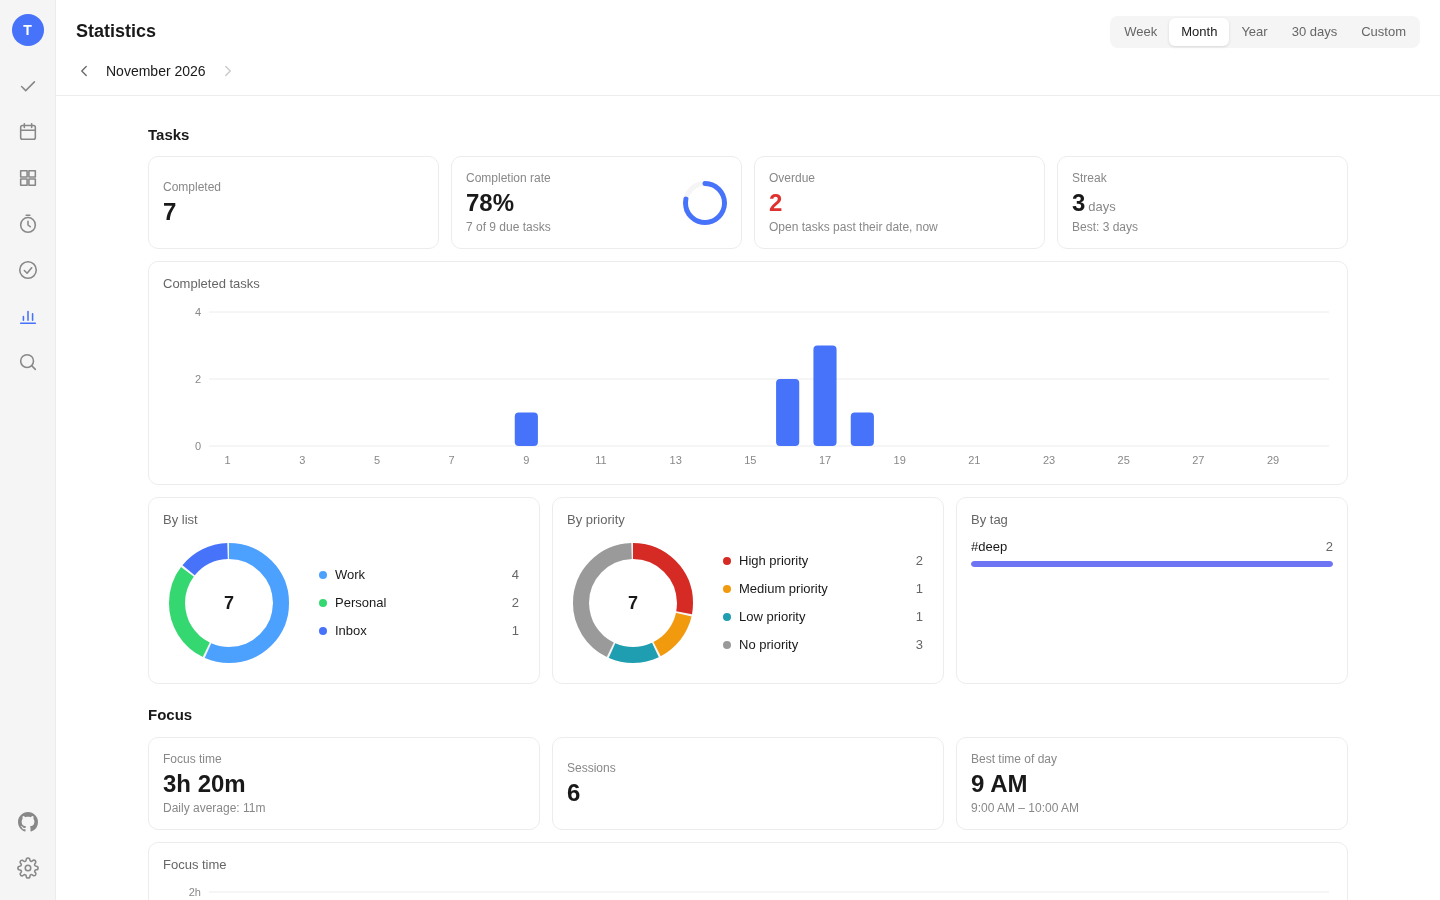 T
Statistics
Week Month Year 30 days Custom
November 2026
Tasks
Completed
7
Completion rate
78%
7 of 9 due tasks
Overdue
2
Open tasks past their date, now
Streak
3 days
Best: 3 days
Completed tasks
4
2
0
1 3 5 7 9 11 13 15 17 19 21 23 25 27 29
By list
7
Work 4
Personal 2
Inbox 1
By priority
7
High priority 2
Medium priority 1
Low priority 1
No priority 3
By tag
#deep 2
Focus
Focus time
3h 20m
Daily average: 11m
Sessions
6
Best time of day
9 AM
9:00 AM – 10:00 AM
Focus time
2h